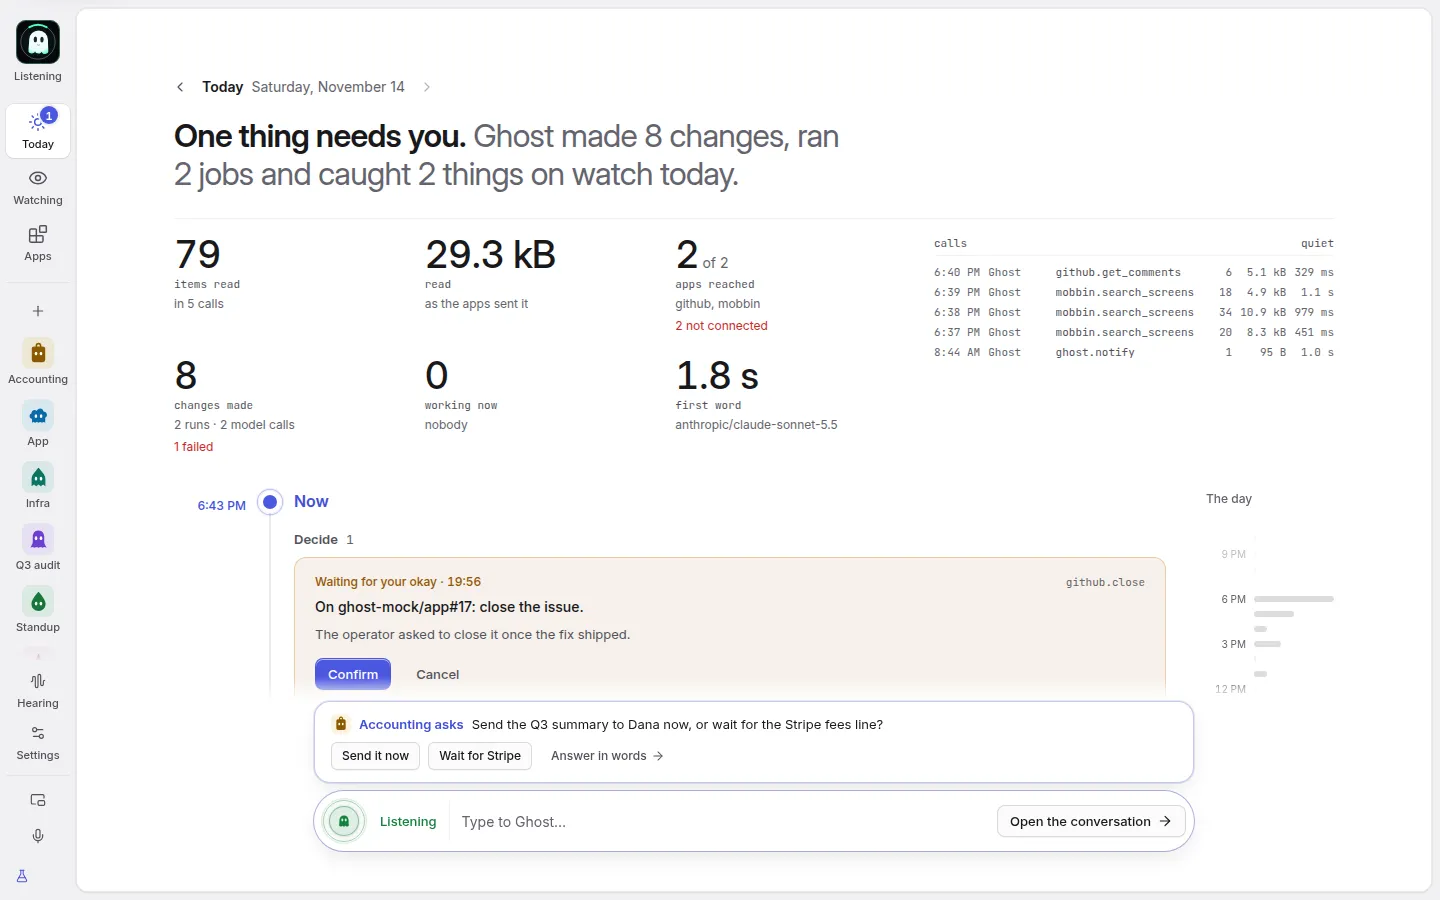 Listening
1
Today
Watching
Apps
Accounting
App
Infra
Q3 audit
Standup
Hearing
Settings
Today Saturday, November 14
One thing needs you. Ghost made 8 changes, ran
2 jobs and caught 2 things on watch today.
79
items read
in 5 calls
29.3 kB
read
as the apps sent it
2 of 2
apps reached
github, mobbin
2 not connected
8
changes made
2 runs · 2 model calls
1 failed
0
working now
nobody
1.8 s
first word
anthropic/claude-sonnet-5.5
calls quiet
6:40 PM Ghost github.get_comments 6 5.1 kB 329 ms
6:39 PM Ghost mobbin.search_screens 18 4.9 kB 1.1 s
6:38 PM Ghost mobbin.search_screens 34 10.9 kB 979 ms
6:37 PM Ghost mobbin.search_screens 20 8.3 kB 451 ms
8:44 AM Ghost ghost.notify 1 95 B 1.0 s
6:43 PM Now
Decide 1
Waiting for your okay · 19:56 github.close
On ghost-mock/app#17: close the issue.
The operator asked to close it once the fix shipped.
Confirm Cancel
The day
9 PM
6 PM
3 PM
12 PM
Accounting asks Send the Q3 summary to Dana now, or wait for the Stripe fees line?
Send it now Wait for Stripe Answer in words →
Listening Type to Ghost... Open the conversation →